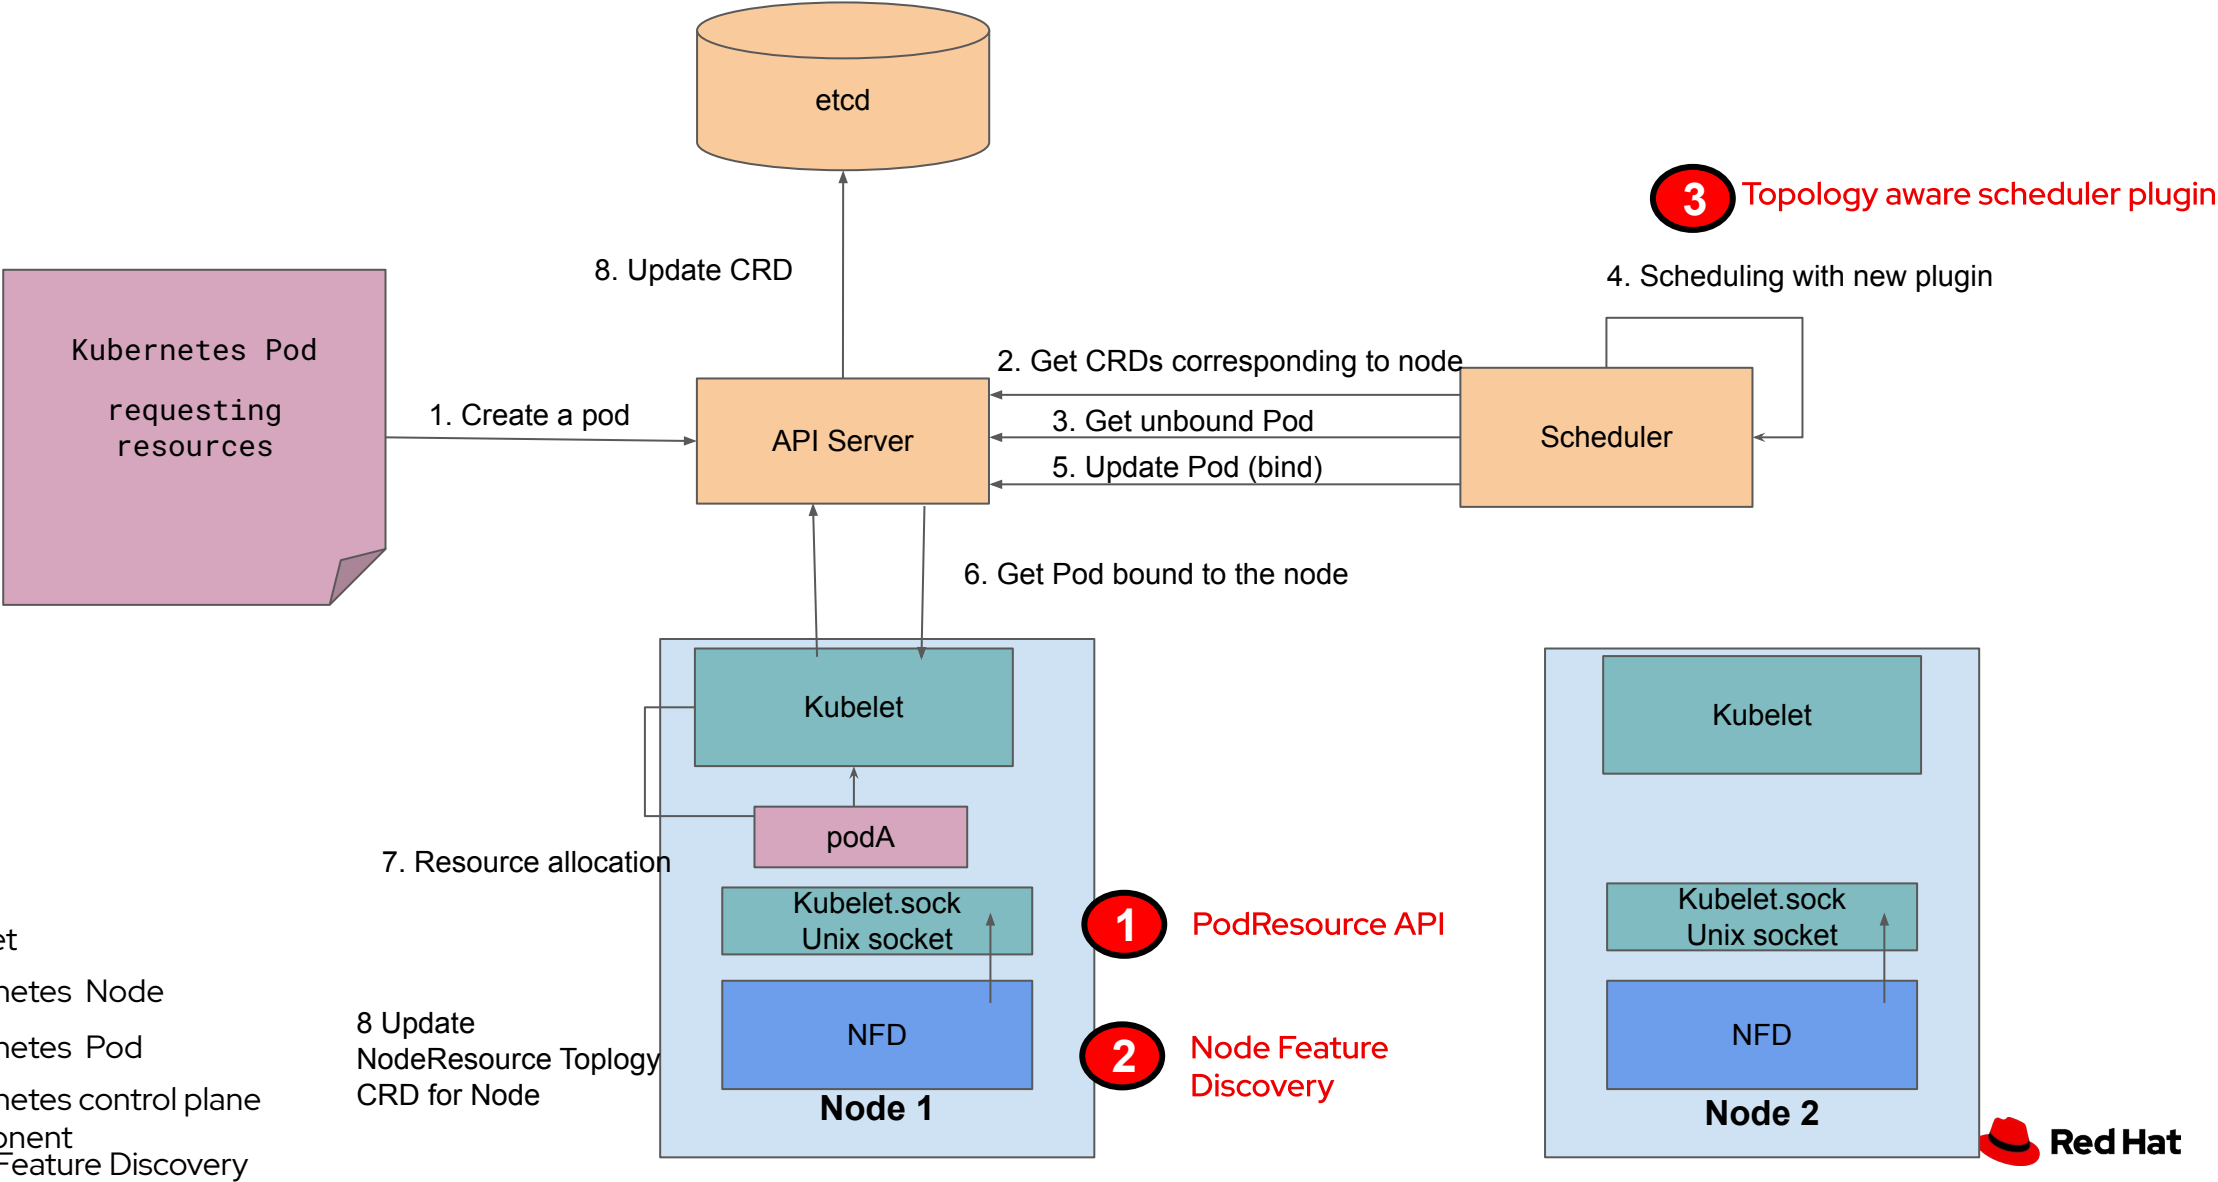 etcd
3 Topology aware scheduler plugin
8. Update CRD
4. Scheduling with new plugin
Kubernetes Pod
requesting
resources
1. Create a pod
API Server
2. Get CRDs corresponding to node
3. Get unbound Pod
5. Update Pod (bind)
Scheduler
6. Get Pod bound to the node
Kubelet
podA
7. Resource allocation
Kubelet.sock
Unix socket
1 PodResource API
NFD
2 Node Feature
Discovery
Node 1
8 Update
NodeResource Toplogy
CRD for Node
Kubelet
Kubelet.sock
Unix socket
NFD
Node 2
et
netes Node
netes Pod
netes control plane
onent
Feature Discovery
Red Hat